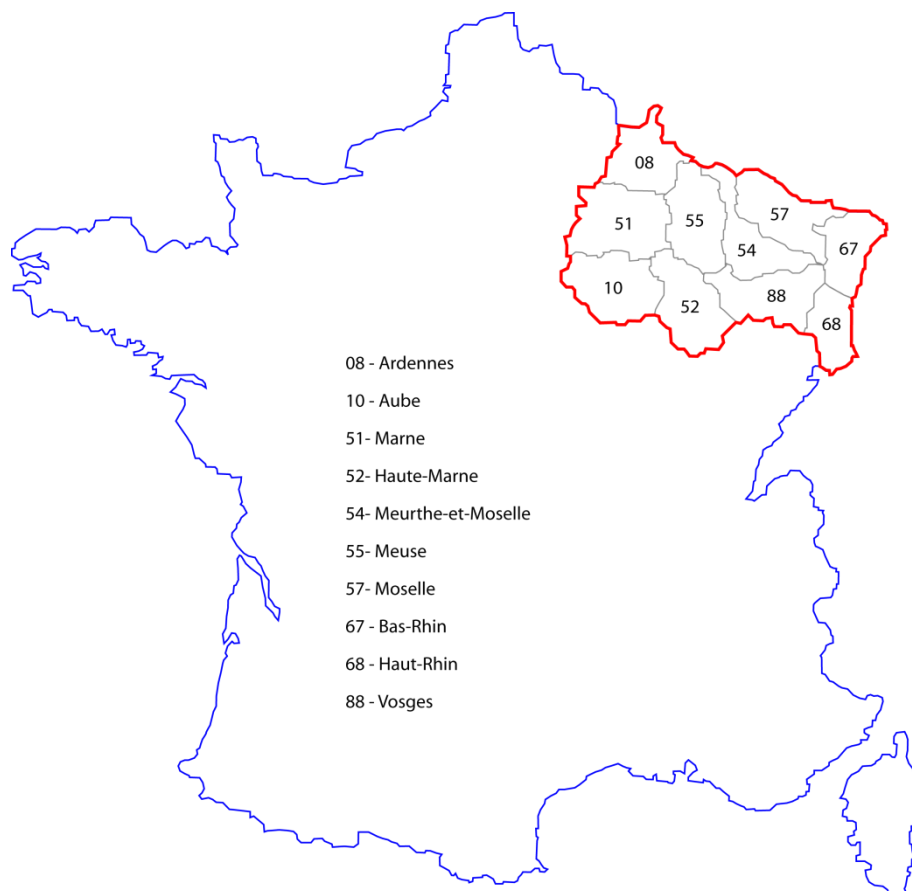 08
57
51
55
67
54
10
88
52
68
08 - Ardennes
10 - Aube
51- Marne
52- Haute-Marne
54- Meurthe-et-Moselle
55- Meuse
57- Moselle
67 - Bas-Rhin
68 - Haut-Rhin
88 - Vosges